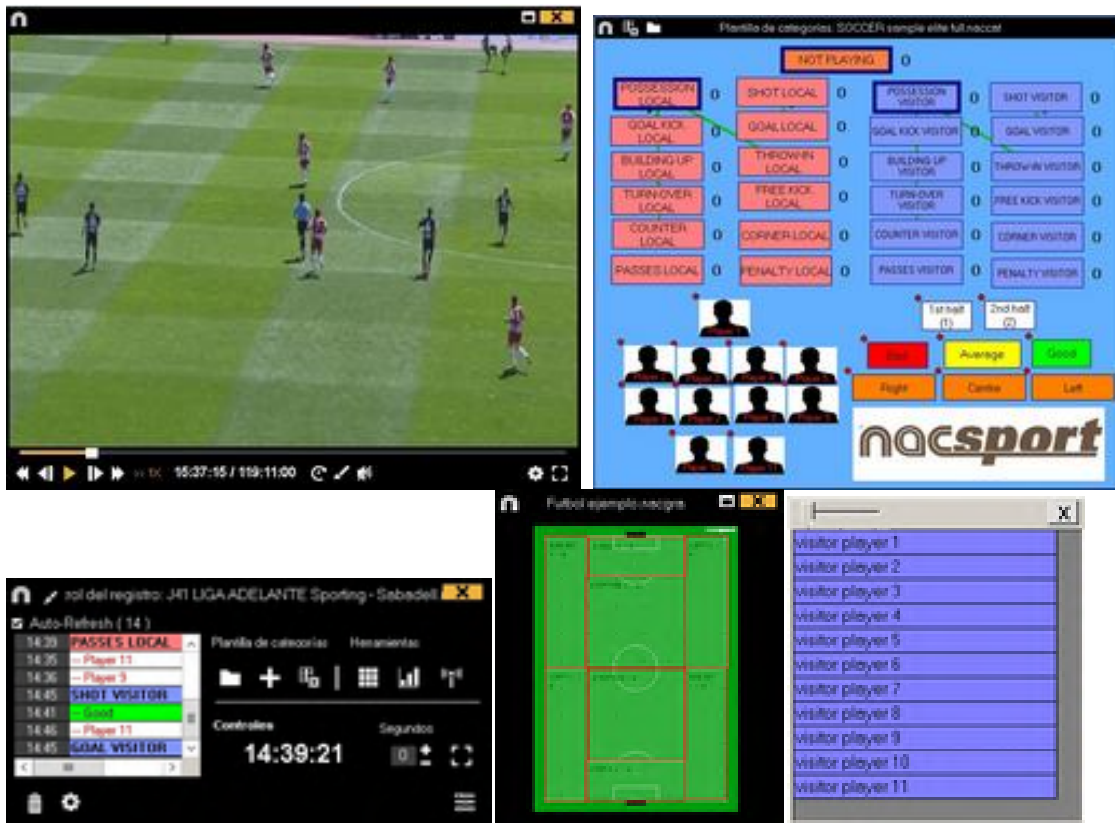 1X 15:37:15 / 119:11:00
Plantilla de categorias: SOCCER sample elite full.naccat
NOT PLAYING 0
POSSESSION LOCAL 0
SHOT LOCAL 0
POSSESSION VISITOR 0
SHOT VISITOR 0
GOAL KICK LOCAL 0
GOAL LOCAL 0
GOAL KICK VISITOR 0
GOAL VISITOR 0
BUILDING UP LOCAL 0
THROW-IN LOCAL 0
BUILDING UP VISITOR 0
THROW-IN VISITOR 0
TURN-OVER LOCAL 0
FREE KICK LOCAL 0
TURN-OVER VISITOR 0
FREE KICK VISITOR 0
COUNTER LOCAL 0
CORNER LOCAL 0
COUNTER VISITOR 0
CORNER VISITOR 0
PASSES LOCAL 0
PENALTY LOCAL 0
PASSES VISITOR 0
PENALTY VISITOR 0
1st half (1)
2nd half (2)
Average
Good
Right
Centre
Left
Player 10
Player 11
nacsport
rol del registro: J41 LIGA ADELANTE Sporting - Sabadell
Auto-Refresh ( 14 )
14:39 PASSES LOCAL
14:35 -- Player 11
14:36 -- Player 9
14:45 SHOT VISITOR
14:41 -- Good
14:46 -- Player 11
14:45 GOAL VISITOR
Plantilla de categorías
Herramientas
Controles
Segundos
14:39:21
0
Futbol ejemplo.nacgra
X
visitor player 1
visitor player 2
visitor player 3
visitor player 4
visitor player 5
visitor player 6
visitor player 7
visitor player 8
visitor player 9
visitor player 10
visitor player 11